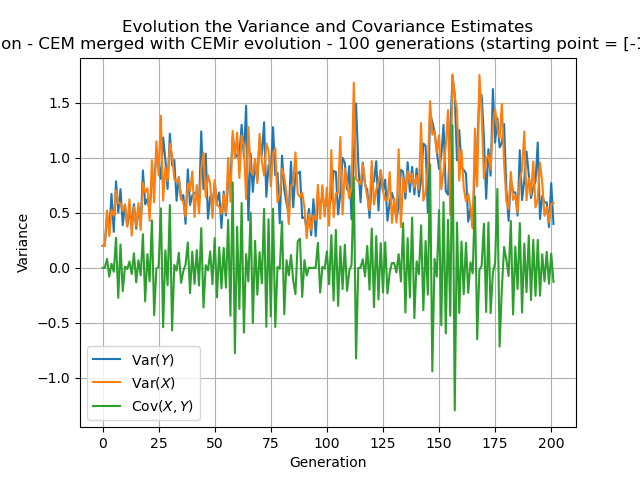 Evolution the Variance and Covariance Estimates
on - CEM merged with CEMir evolution - 100 generations (starting point = [-1
1.5
1.0
0.5
0.0
−0.5
−1.0
Variance
Var(Y)
Var(X)
Cov(X, Y)
0 25 50 75 100 125 150 175 200
Generation